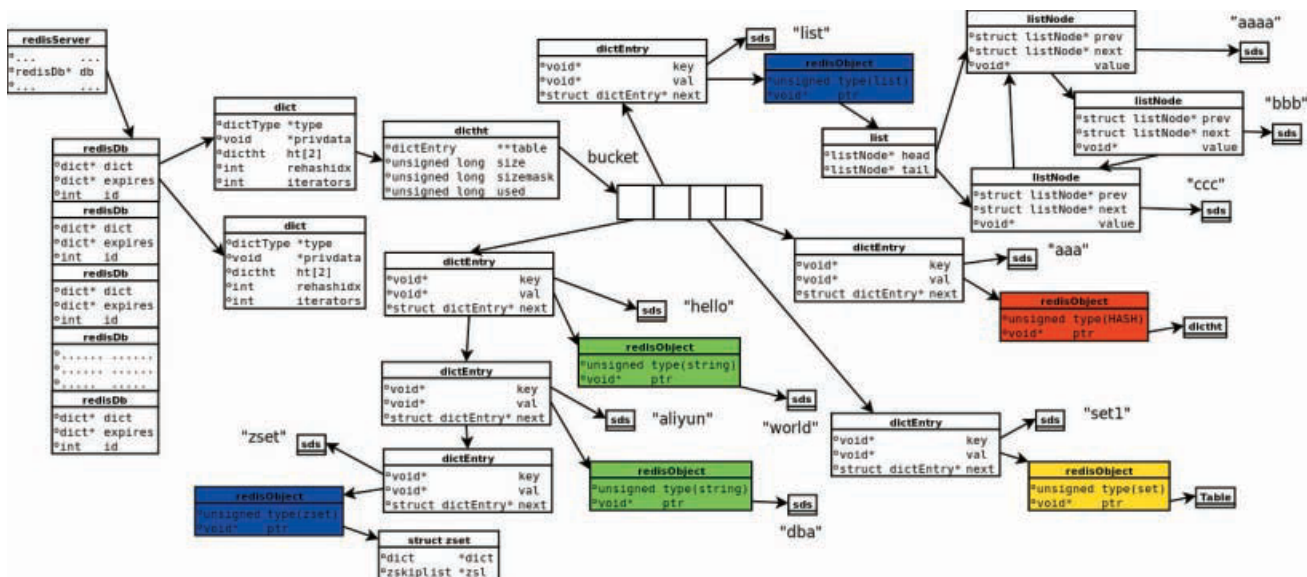 redisServer
... ...
redisDb* db
... ...
redisDb
dict* dict
dict* expires
int id
redisDb
dict* dict
dict* expires
int id
redisDb
dict* dict
dict* expires
int id
redisDb
...... ......
..... .....
..... .....
redisDb
dict* dict
dict* expires
int id
dict
dictType *type
void *privdata
dictht ht[2]
int rehashidx
int iterators
dict
dictType *type
void *privdata
dictht ht[2]
int rehashidx
int iterators
dictht
dictEntry **table
unsigned long size
unsigned long sizemask
unsigned long used
bucket
dictEntry
void* key
void* val
struct dictEntry* next
sds
"list"
redisObject
unsigned type(list)
void* ptr
list
listNode* head
listNode* tail
listNode
struct listNode* prev
struct listNode* next
void* value
"aaaa"
sds
listNode
struct listNode* prev
struct listNode* next
void* value
"bbb"
sds
listNode
struct listNode* prev
struct listNode* next
void* value
"ccc"
sds
dictEntry
void* key
void* val
struct dictEntry* next
"aaa"
sds
redisObject
unsigned type(HASH)
void* ptr
dictht
dictEntry
void* key
void* val
struct dictEntry* next
sds
"hello"
redisObject
unsigned type(string)
void* ptr
sds
"world"
dictEntry
void* key
void* val
struct dictEntry* next
sds
"aliyun"
redisObject
unsigned type(string)
void* ptr
sds
"dba"
dictEntry
void* key
void* val
struct dictEntry* next
"zset"
sds
redisObject
unsigned type(zset)
void* ptr
struct zset
dict *dict
zskiplist *zsl
dictEntry
void* key
void* val
struct dictEntry* next
sds
"set1"
redisObject
unsigned type(set)
void* ptr
Table